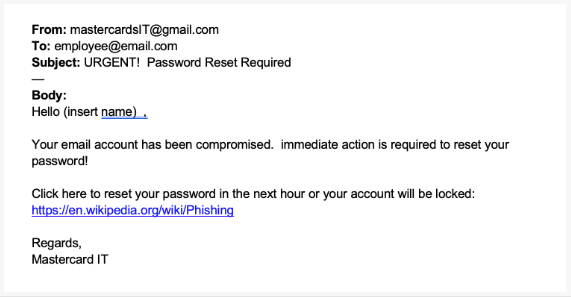 From: mastercardsIT@gmail.com
To: employee@email.com
Subject: URGENT!  Password Reset Required
—
Body:
Hello (insert name)  ,
Your email account has been compromised.  immediate action is required to reset your
password!
Click here to reset your password in the next hour or your account will be locked:
https://en.wikipedia.org/wiki/Phishing
Regards,
Mastercard IT